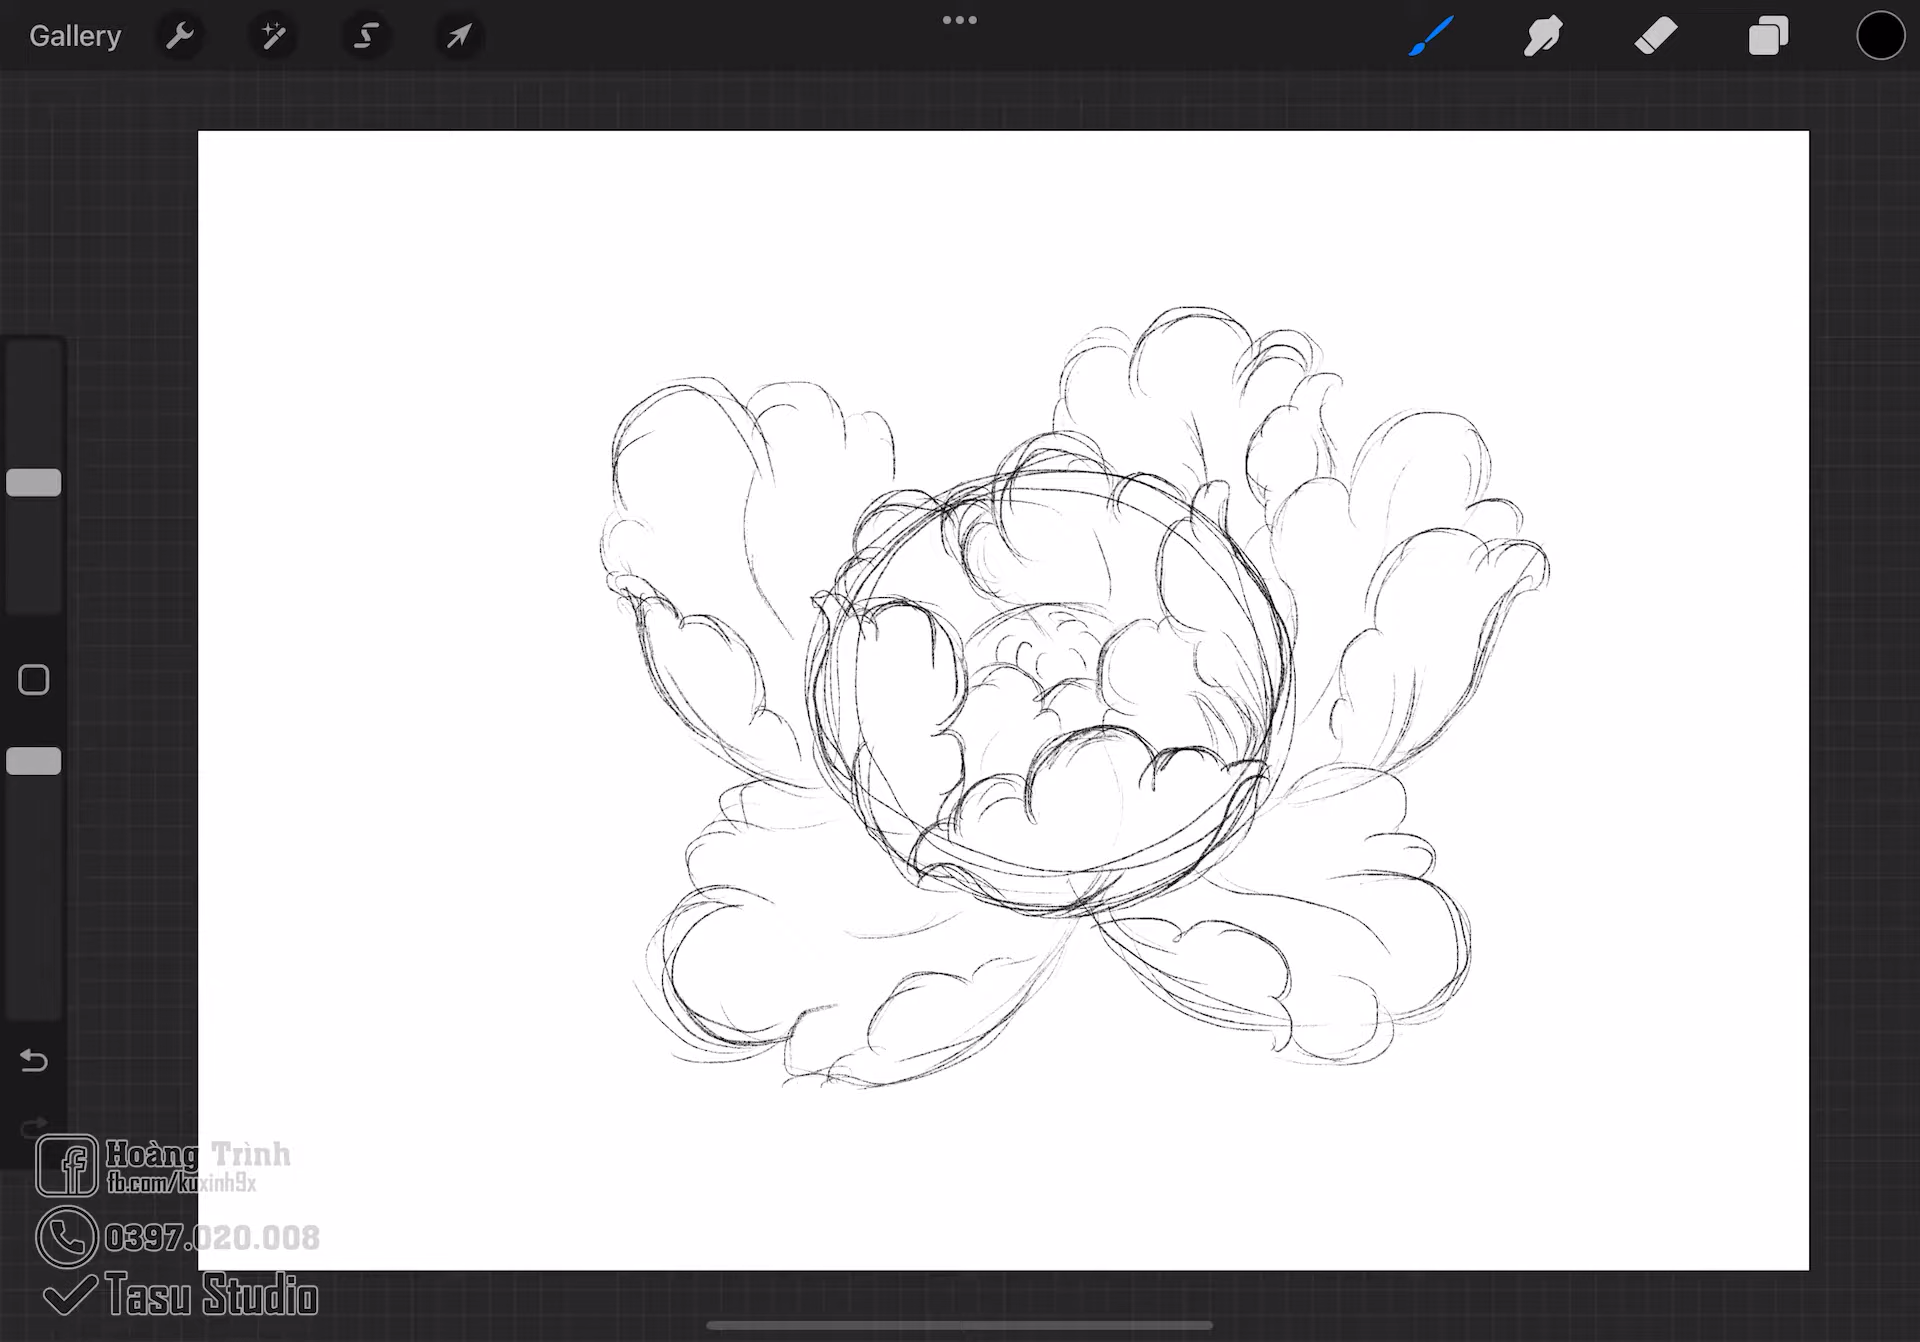 Gallery
Hoàng Trình
fb.com/kuxinh9x
0397.020.008
Tasu Studio